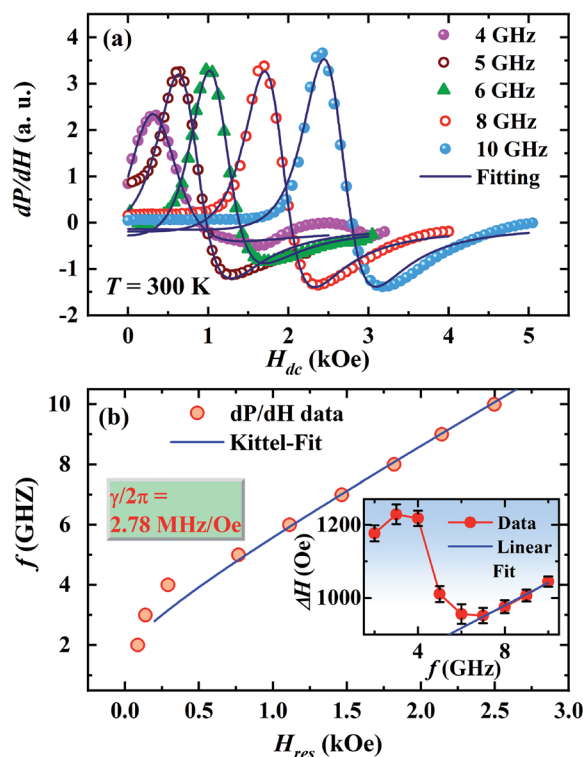 (a)
4 GHz
5 GHz
6 GHz
8 GHz
10 GHz
Fitting
dP/dH (a. u.)
4
3
2
1
0
-1
-2
T = 300 K
0 1 2 3 4 5
H_dc (kOe)
(b)
dP/dH data
Kittel-Fit
γ/2π =
2.78 MHz/Oe
f (GHZ)
10
8
6
4
2
0.0 0.5 1.0 1.5 2.0 2.5 3.0
H_res (kOe)
ΔH (Oe)
1200
1000
Data
Linear
Fit
4 8
f (GHz)